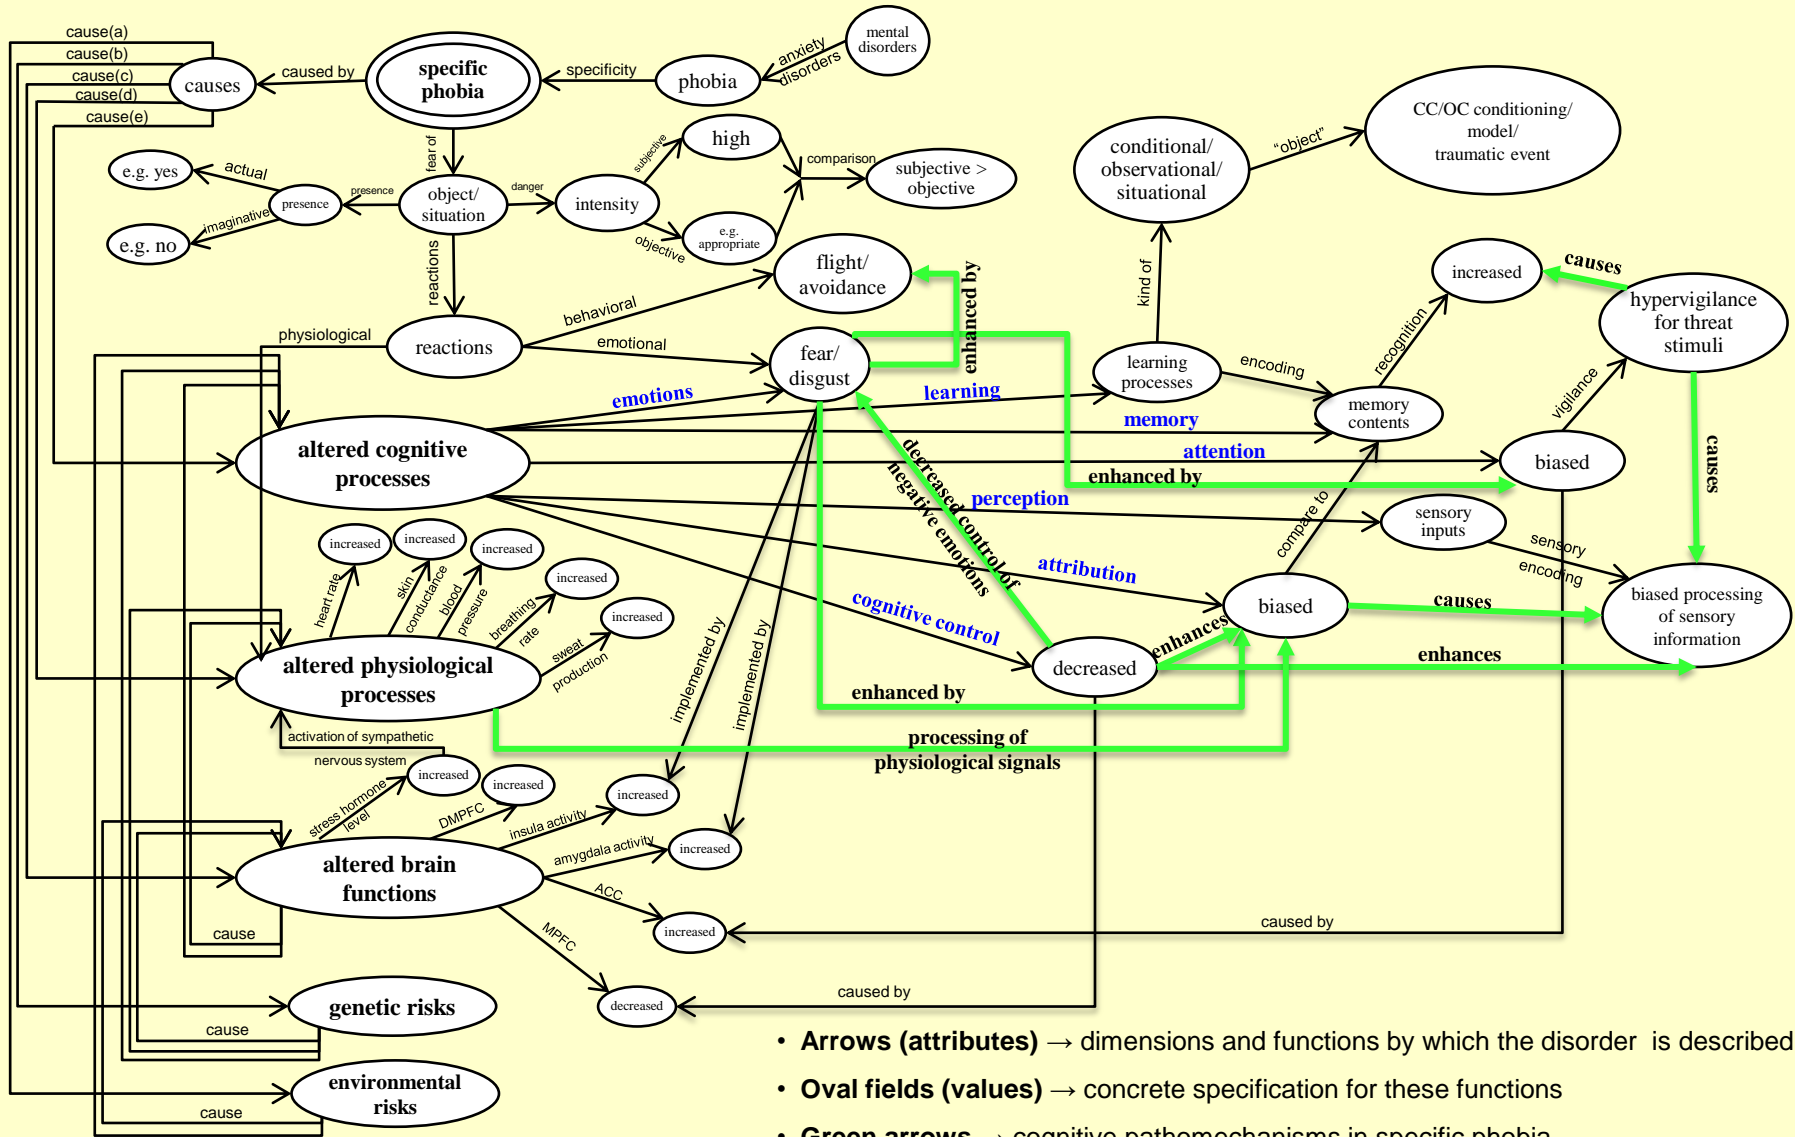 cause(a)
cause(b)
cause(c)
cause(d)
cause(e)
causes
caused by
specific
phobia
specificity
phobia
anxiety
disorders
mental
disorders
fear of
e.g. yes
actual
e.g. no
imaginative
presence
presence
object/
situation
danger
intensity
subjective
high
objective
e.g.
appropriate
comparison
subjective >
objective
conditional/
observational/
situational
“object”
CC/OC conditioning/
model/
traumatic event
reactions
physiological
reactions
behavioral
emotional
flight/
avoidance
enhanced by
fear/
disgust
kind of
learning
processes
encoding
recognition
increased
causes
hypervigilance
for threat
stimuli
memory
contents
vigilance
biased
causes
altered cognitive
processes
emotions
learning
memory
attention
enhanced by
perception
sensory
inputs
sensory
encoding
attribution
compare to
biased
causes
biased processing
of sensory
information
cognitive control
decreased control of
negative emotions
decreased
enhances
enhances
increased
increased
increased
increased
increased
heart rate
skin
conductance
blood
pressure
breathing
rate
sweat
production
altered physiological
processes
implemented by
implemented by
enhanced by
processing of
physiological signals
activation of sympathetic
nervous system
increased
increased
increased
increased
increased
decreased
stress hormone
level
DMPFC
insula activity
amygdala activity
ACC
MPFC
altered brain
functions
cause
caused by
caused by
genetic risks
cause
environmental
risks
cause
• Arrows (attributes) → dimensions and functions by which the disorder is described
• Oval fields (values) → concrete specification for these functions
• Green arrows → cognitive pathomechanisms in specific phobia